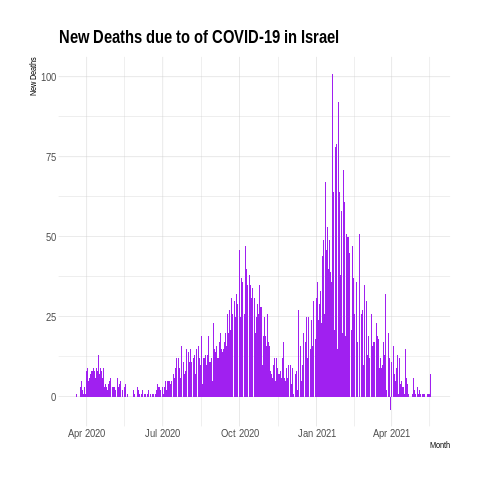 New Deaths due to of COVID-19 in Israel
New Deaths
100
75
50
25
0
Apr 2020 Jul 2020 Oct 2020 Jan 2021 Apr 2021
Month